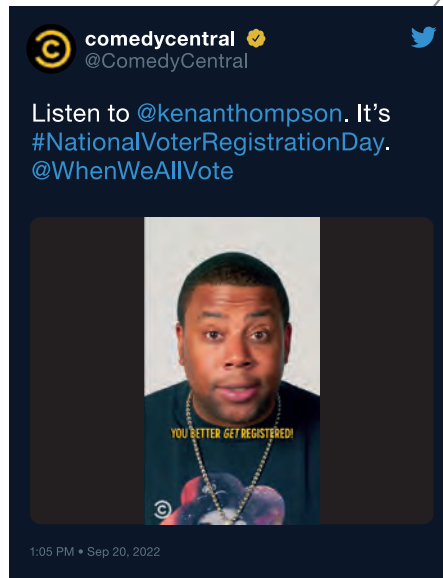 comedycentral
@ComedyCentral
Listen to @kenanthompson. It's
#NationalVoterRegistrationDay.
@WhenWeAllVote
YOU BETTER GET REGISTERED!
1:05 PM • Sep 20, 2022